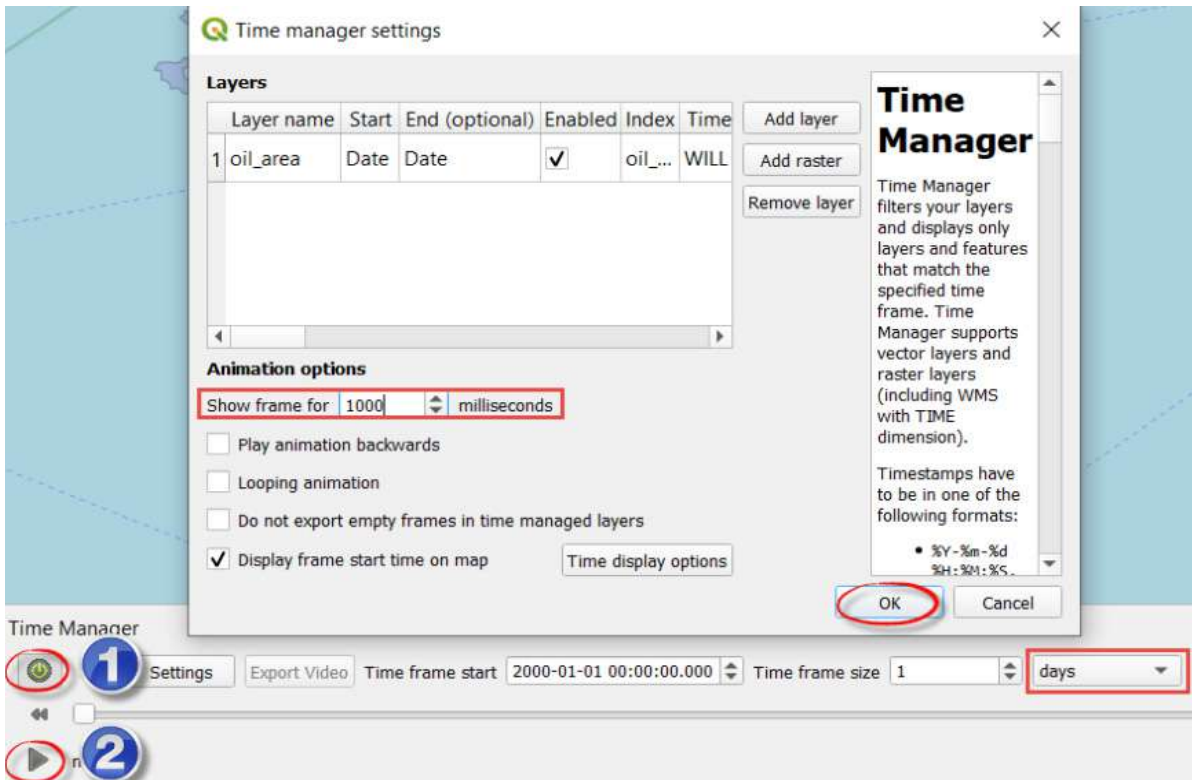 Time manager settings
Layers
Layer name Start End (optional) Enabled Index Time
1 oil_area Date Date oil_... WILL
Add layer
Add raster
Remove layer
Animation options
Show frame for 1000 milliseconds
Play animation backwards
Looping animation
Do not export empty frames in time managed layers
Display frame start time on map
Time display options
Time
Manager
Time Manager
filters your layers
and displays only
layers and features
that match the
specified time
frame. Time
Manager supports
vector layers and
raster layers
(including WMS
with TIME
dimension).
Timestamps have
to be in one of the
following formats:
• %Y-%m-%d
%H:%M:%S.
OK Cancel
Time Manager
1 Settings Export Video Time frame start 2000-01-01 00:00:00.000 Time frame size 1 days
2